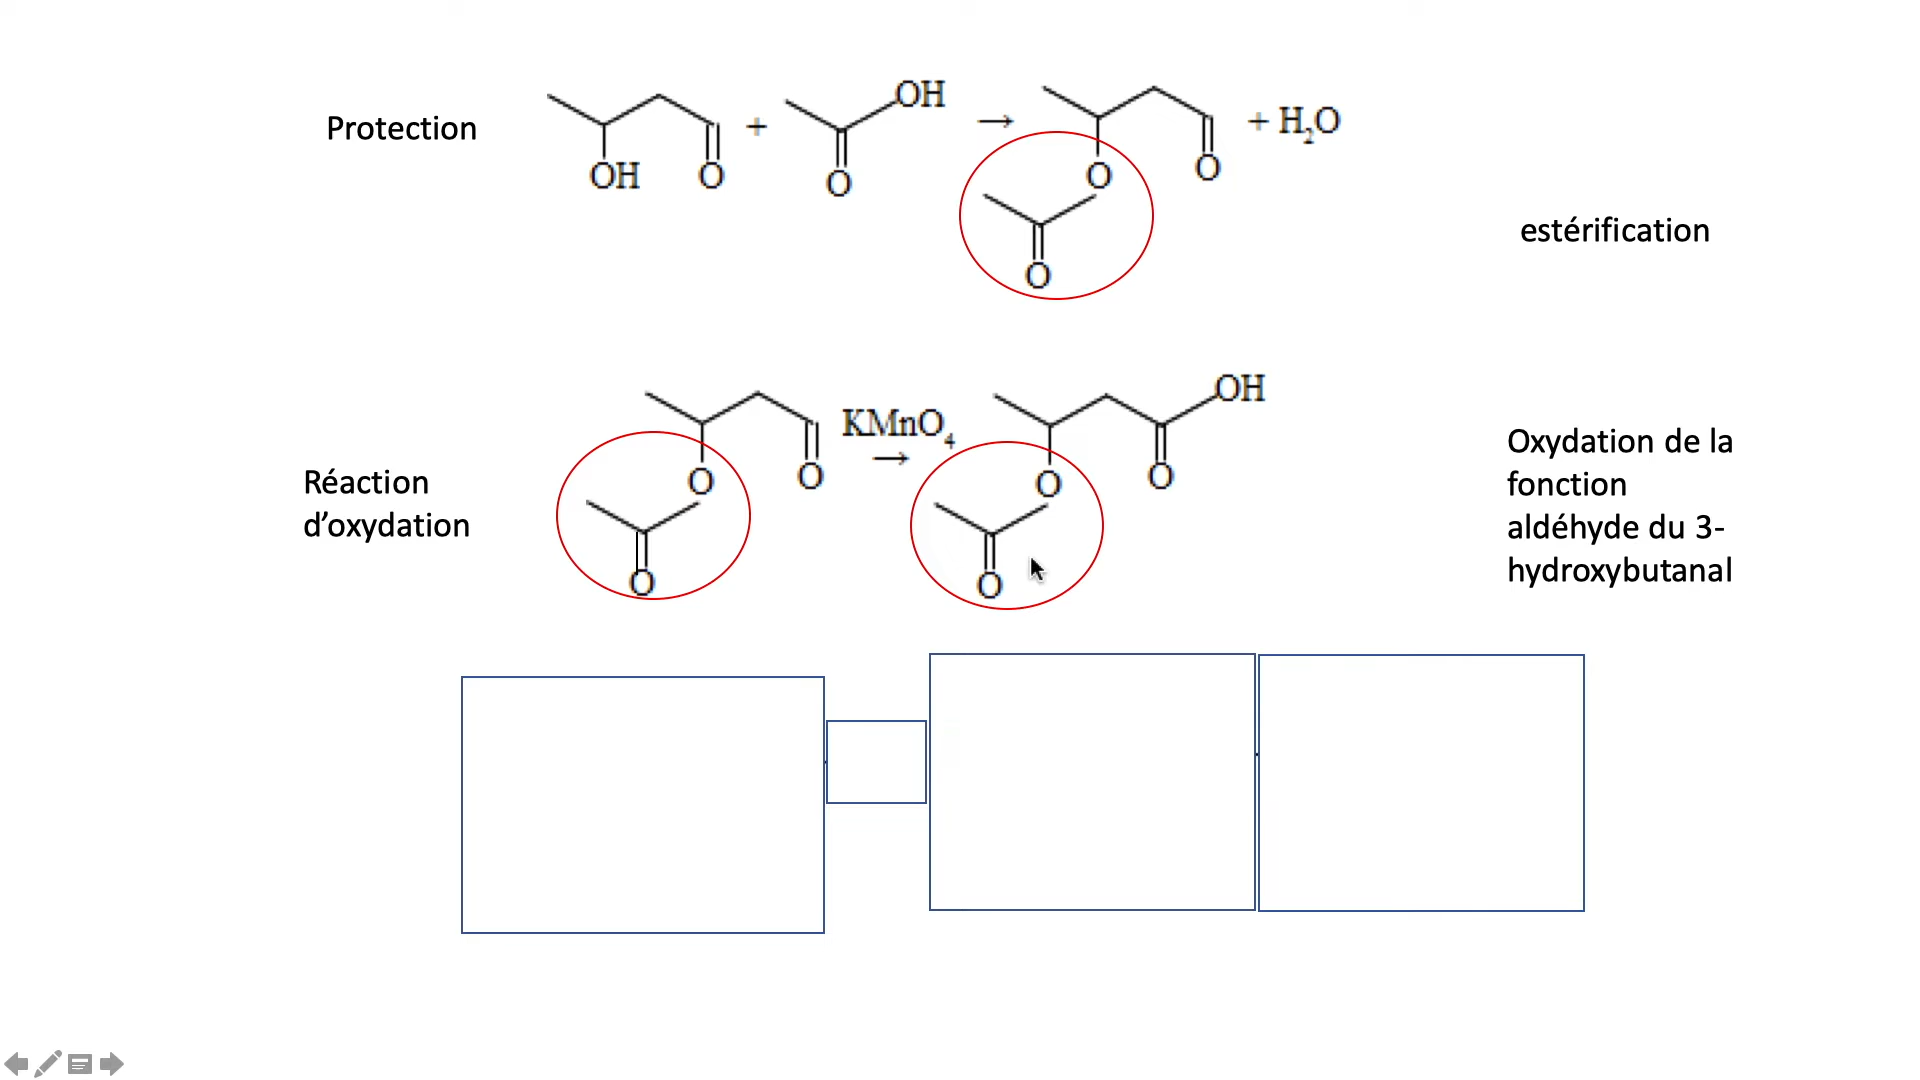 Protection
OH
O
+
OH
O
→
O
O
O
+ H₂O
estérification
Réaction
d’oxydation
O
O
O
KMnO₄
→
OH
O
O
O
Oxydation de la
fonction
aldéhyde du 3-
hydroxybutanal